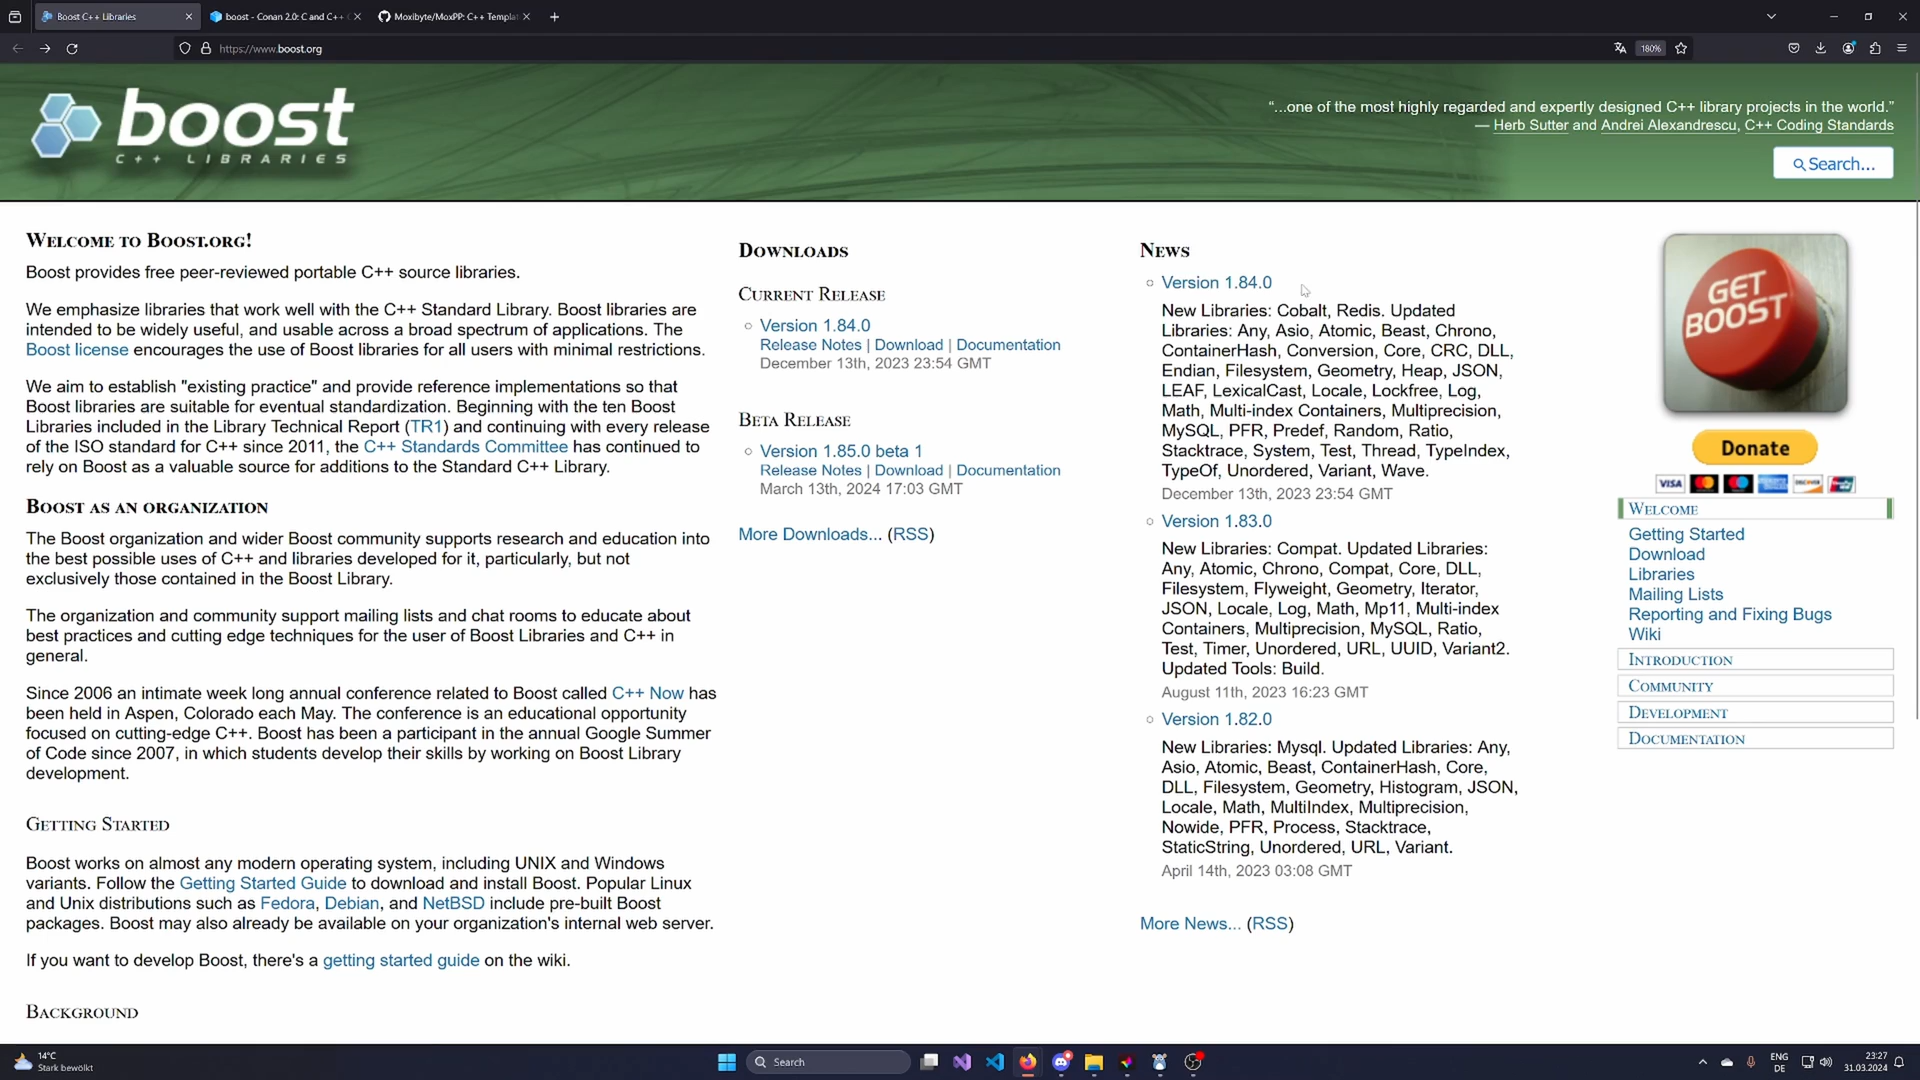 Boost C++ Libraries
boost - Conan 2.0: C and C++ C
Moxibyte/MoxPP: C++ Templat
https://www.boost.org
180%
boost
C++ LIBRARIES
“...one of the most highly regarded and expertly designed C++ library projects in the world.”
— Herb Sutter and Andrei Alexandrescu, C++ Coding Standards
Search...
Welcome to Boost.org!
Boost provides free peer-reviewed portable C++ source libraries.
We emphasize libraries that work well with the C++ Standard Library. Boost libraries are
intended to be widely useful, and usable across a broad spectrum of applications. The
Boost license encourages the use of Boost libraries for all users with minimal restrictions.
We aim to establish "existing practice" and provide reference implementations so that
Boost libraries are suitable for eventual standardization. Beginning with the ten Boost
Libraries included in the Library Technical Report (TR1) and continuing with every release
of the ISO standard for C++ since 2011, the C++ Standards Committee has continued to
rely on Boost as a valuable source for additions to the Standard C++ Library.
Boost as an organization
The Boost organization and wider Boost community supports research and education into
the best possible uses of C++ and libraries developed for it, particularly, but not
exclusively those contained in the Boost Library.
The organization and community support mailing lists and chat rooms to educate about
best practices and cutting edge techniques for the user of Boost Libraries and C++ in
general.
Since 2006 an intimate week long annual conference related to Boost called C++ Now has
been held in Aspen, Colorado each May. The conference is an educational opportunity
focused on cutting-edge C++. Boost has been a participant in the annual Google Summer
of Code since 2007, in which students develop their skills by working on Boost Library
development.
Getting Started
Boost works on almost any modern operating system, including UNIX and Windows
variants. Follow the Getting Started Guide to download and install Boost. Popular Linux
and Unix distributions such as Fedora, Debian, and NetBSD include pre-built Boost
packages. Boost may also already be available on your organization's internal web server.
If you want to develop Boost, there's a getting started guide on the wiki.
Background
Downloads
Current Release
Version 1.84.0
Release Notes | Download | Documentation
December 13th, 2023 23:54 GMT
Beta Release
Version 1.85.0 beta 1
Release Notes | Download | Documentation
March 13th, 2024 17:03 GMT
More Downloads... (RSS)
News
Version 1.84.0
New Libraries: Cobalt, Redis. Updated
Libraries: Any, Asio, Atomic, Beast, Chrono,
ContainerHash, Conversion, Core, CRC, DLL,
Endian, Filesystem, Geometry, Heap, JSON,
LEAF, LexicalCast, Locale, Lockfree, Log,
Math, Multi-index Containers, Multiprecision,
MySQL, PFR, Predef, Random, Ratio,
Stacktrace, System, Test, Thread, TypeIndex,
TypeOf, Unordered, Variant, Wave.
December 13th, 2023 23:54 GMT
Version 1.83.0
New Libraries: Compat. Updated Libraries:
Any, Atomic, Chrono, Compat, Core, DLL,
Filesystem, Flyweight, Geometry, Iterator,
JSON, Locale, Log, Math, Mp11, Multi-index
Containers, Multiprecision, MySQL, Ratio,
Test, Timer, Unordered, URL, UUID, Variant2.
Updated Tools: Build.
August 11th, 2023 16:23 GMT
Version 1.82.0
New Libraries: Mysql. Updated Libraries: Any,
Asio, Atomic, Beast, ContainerHash, Core,
DLL, Filesystem, Geometry, Histogram, JSON,
Locale, Math, MultiIndex, Multiprecision,
Nowide, PFR, Process, Stacktrace,
StaticString, Unordered, URL, Variant.
April 14th, 2023 03:08 GMT
More News... (RSS)
GET
BOOST
Donate
VISA
Welcome
Getting Started
Download
Libraries
Mailing Lists
Reporting and Fixing Bugs
Wiki
Introduction
Community
Development
Documentation
14°C
Stark bewölkt
Search
ENG
DE
23:27
31.03.2024